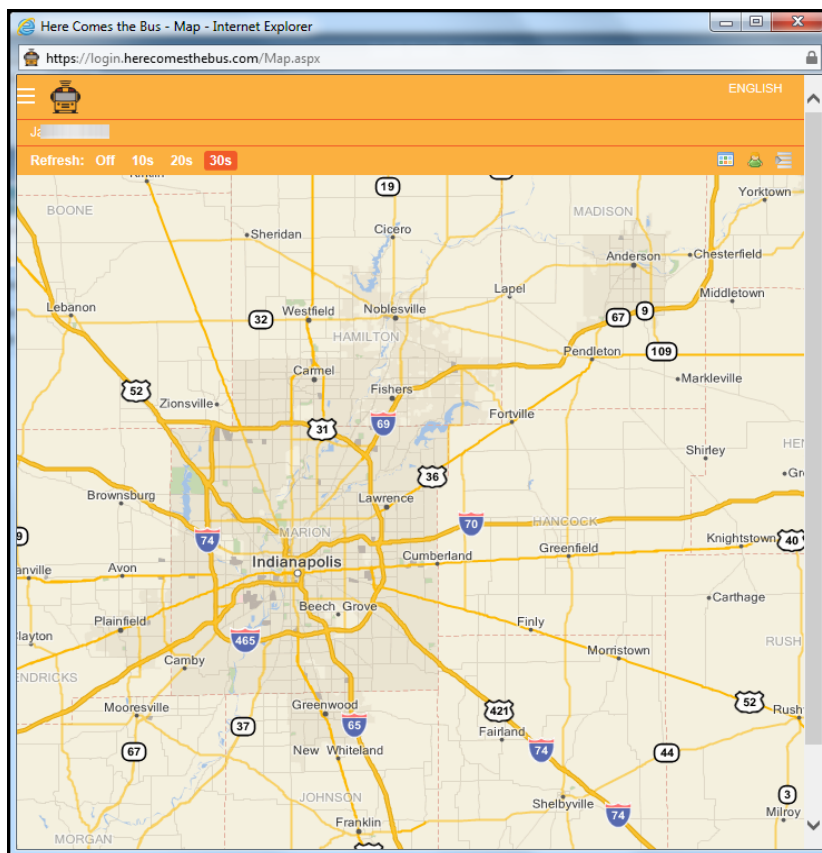 Here Comes the Bus - Map - Internet Explorer
https://login.herecomesthebus.com/Map.aspx
ENGLISH
Refresh: Off 10s 20s 30s
19
Yorktown
BOONE
MADISON
Sheridan
Cicero
Anderson
Chesterfield
Lapel
Middletown
Lebanon
Westfield
Noblesville
9
67
32
HAMILTON
Pendleton
109
Carmel
Markleville
52
Fishers
Zionsville
Fortville
31
69
Shirley
36
Brownsburg
Lawrence
70
HANCOCK
MARION
74
Knightstown
40
Indianapolis
Cumberland
Greenfield
Avon
Carthage
Beech Grove
Plainfield
Finly
465
RUSH
Morristown
Camby
Mooresville
Greenwood
421
52
37
65
Fairland
67
New Whiteland
74
44
JOHNSON
Shelbyville
3
74
Milroy
Franklin
MORGAN